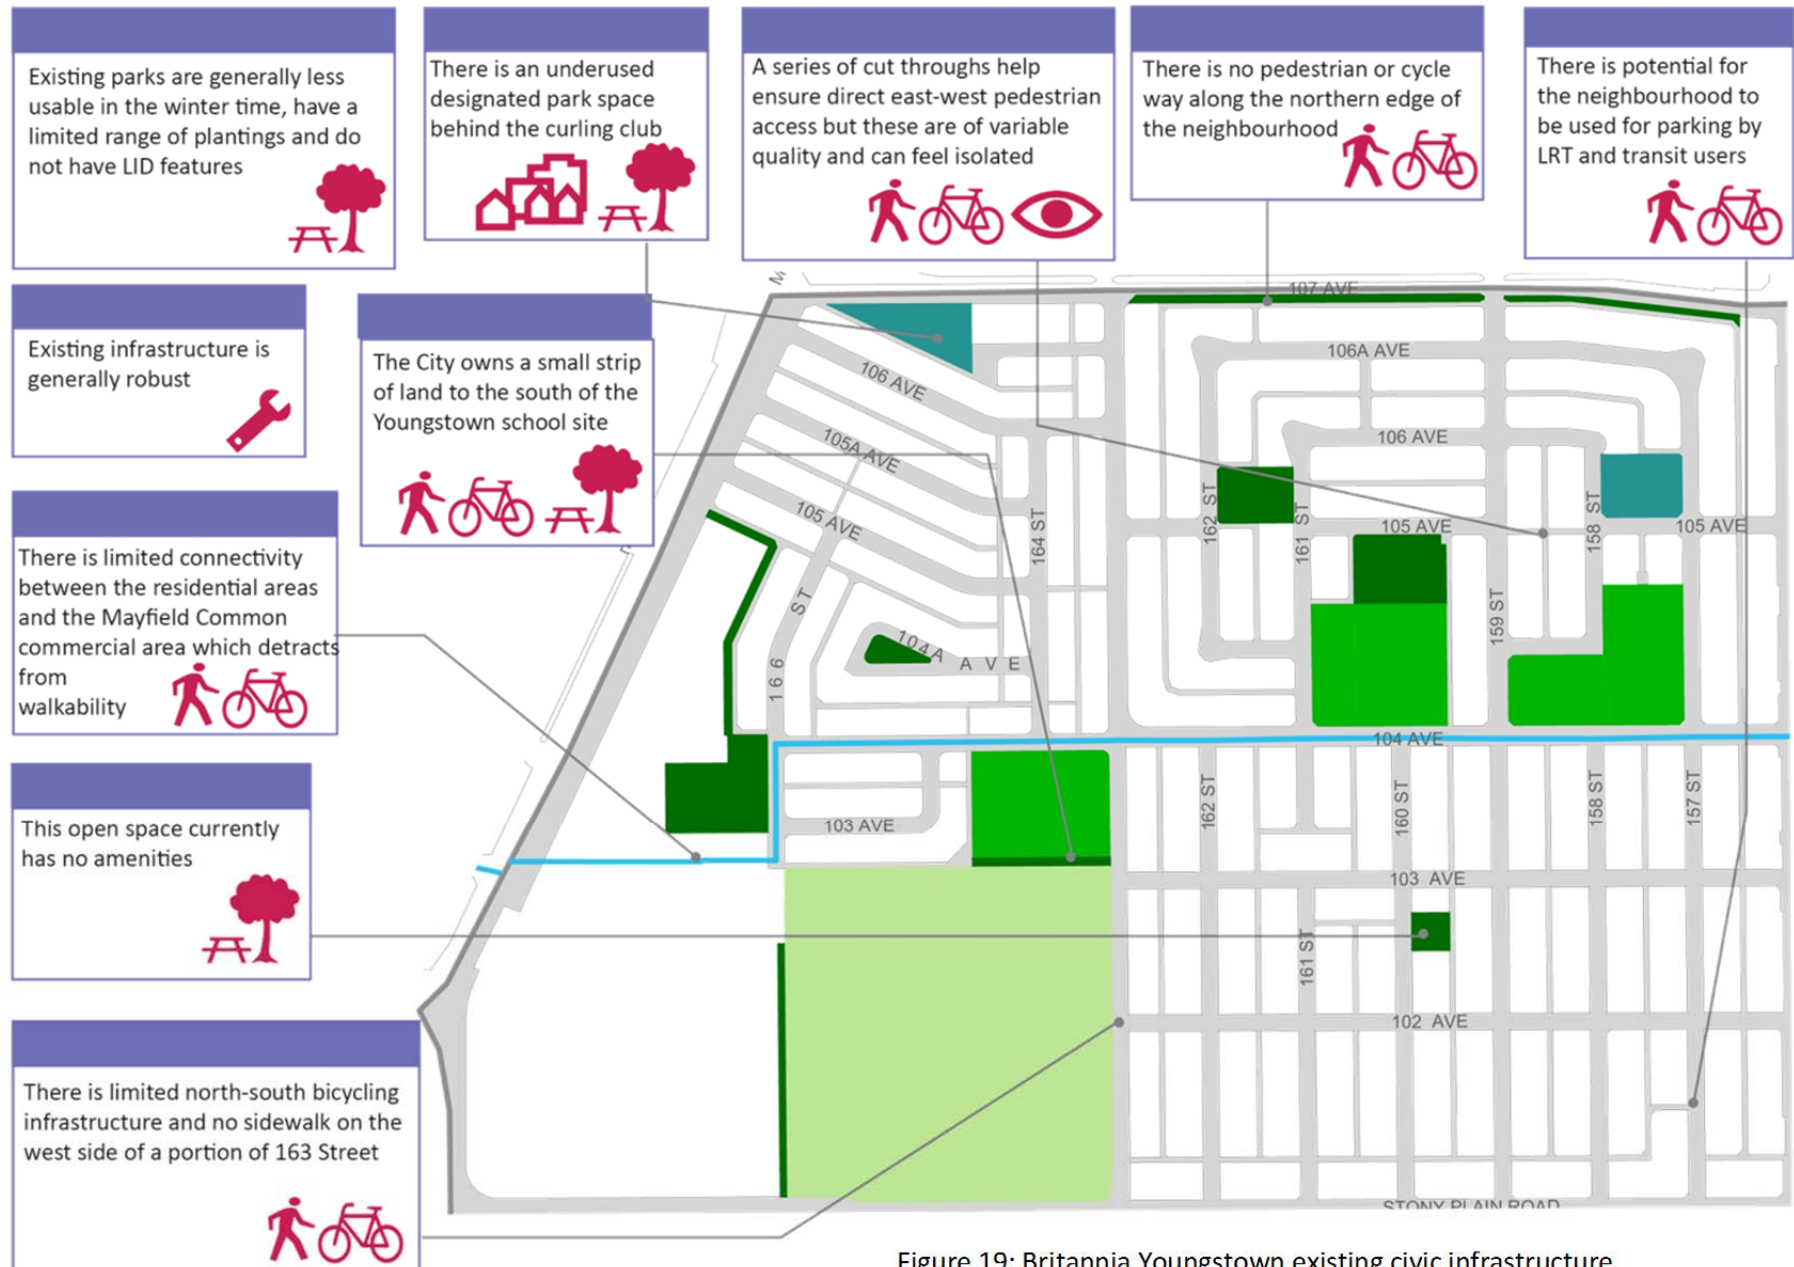 Existing parks are generally less
usable in the winter time, have a
limited range of plantings and do
not have LID features
There is an underused
designated park space
behind the curling club
A series of cut throughs help
ensure direct east-west pedestrian
access but these are of variable
quality and can feel isolated
There is no pedestrian or cycle
way along the northern edge of
the neighbourhood
There is potential for
the neighbourhood to
be used for parking by
LRT and transit users
Existing infrastructure is
generally robust
The City owns a small strip
of land to the south of the
Youngstown school site
There is limited connectivity
between the residential areas
and the Mayfield Common
commercial area which detracts
from
walkability
This open space currently
has no amenities
There is limited north-south bicycling
infrastructure and no sidewalk on the
west side of a portion of 163 Street
M
107 AVE
106A AVE
106 AVE
106 AVE
105A AVE
105 AVE
164 ST
162 ST
161 ST
105 AVE
158 ST
105 AVE
159 ST
166 ST
104A AVE
104 AVE
103 AVE
162 ST
160 ST
158 ST
157 ST
103 AVE
161 ST
102 AVE
STONY PLAIN ROAD
Figure 19: Britannia Youngstown existing civic infrastructure